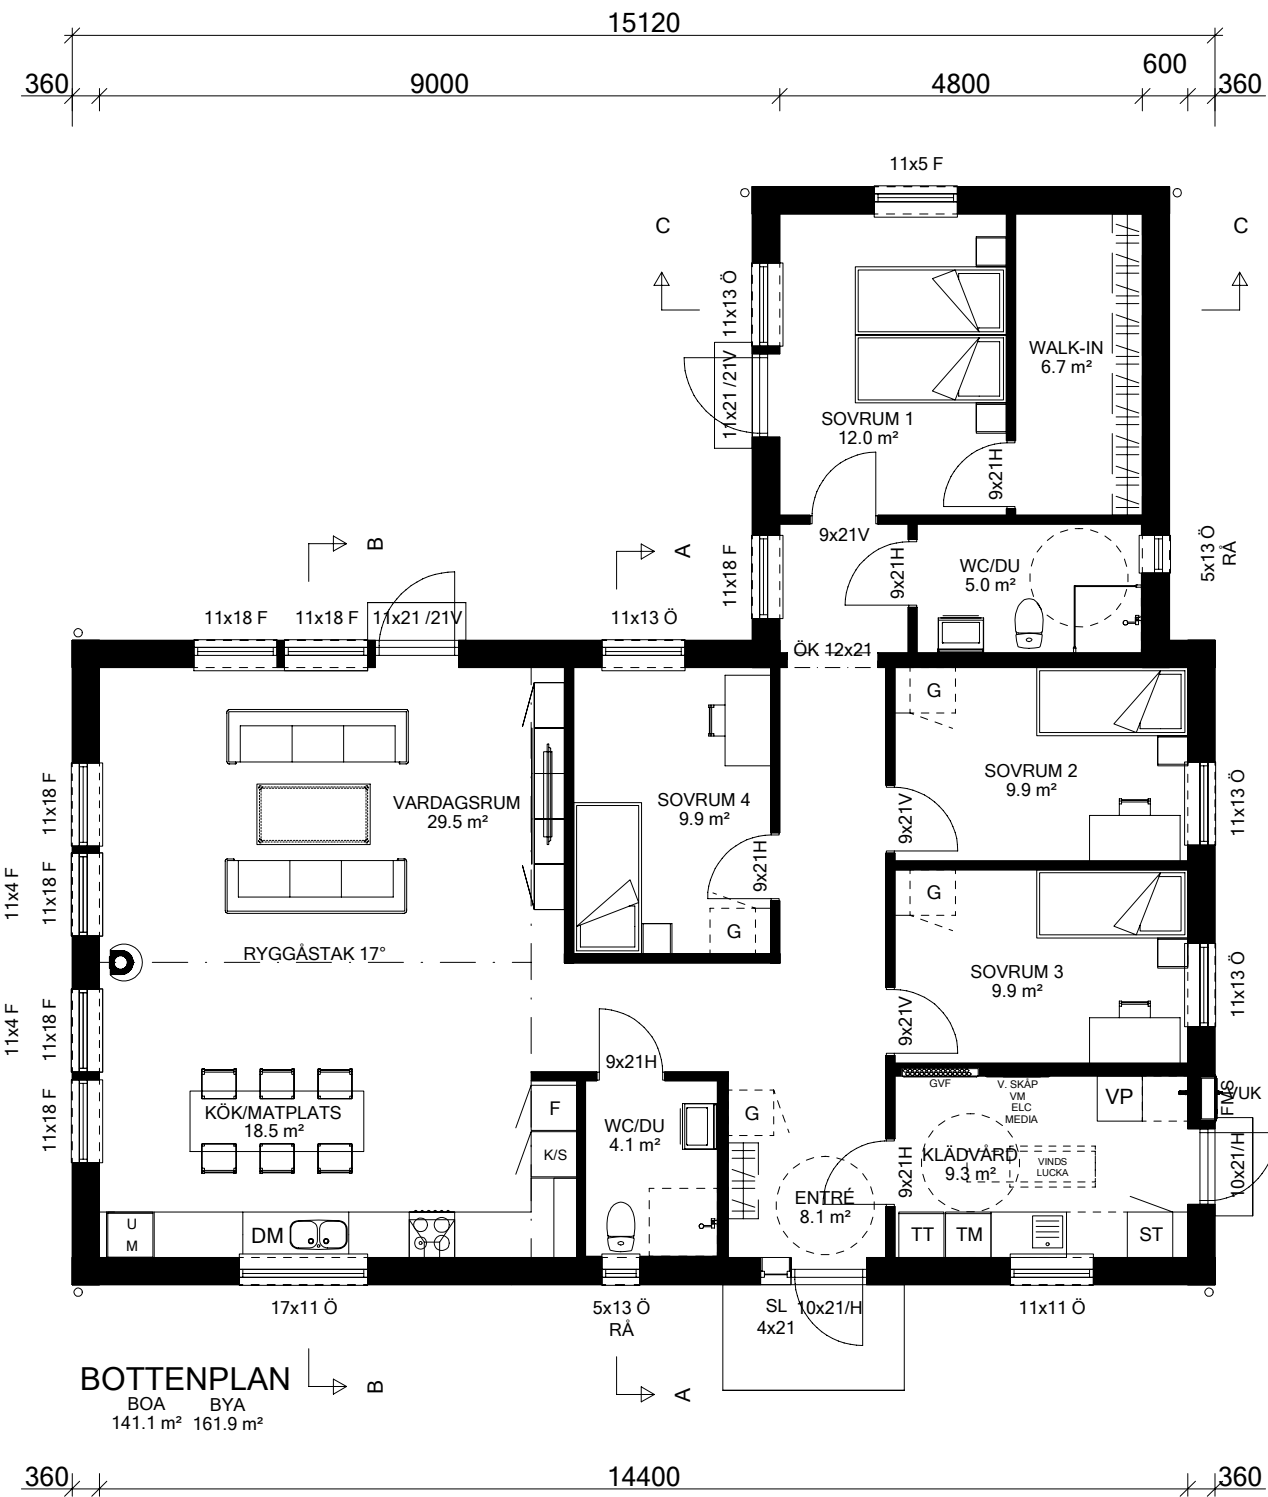 15120
360
9000
4800
600
360
11x5 F
C
C
11x13 Ö
11x21 /21V
WALK-IN
6.7 m²
SOVRUM 1
12.0 m²
9x21H
9x21V
11x18 F
9x21H
WC/DU
5.0 m²
5x13 Ö
RÅ
B
A
11x18 F
11x18 F
11x21 /21V
11x13 Ö
ÖK 12x21
G
SOVRUM 2
9.9 m²
9x21V
11x13 Ö
VARDAGSRUM
29.5 m²
SOVRUM 4
9.9 m²
9x21H
G
11x18 F
11x4 F
11x18 F
RYGGÅSTAK 17°
G
SOVRUM 3
9.9 m²
9x21V
11x13 Ö
11x4 F
11x18 F
11x18 F
9x21H
KÖK/MATPLATS
18.5 m²
F
K/S
WC/DU
4.1 m²
G
GVF
V. SKÅP
VM
ELC
MEDIA
VP
FMS
VUK
KLÄDVÅRD
9.3 m²
VINDS
LUCKA
9x21H
10x21/H
ENTRÉ
8.1 m²
U
M
DM
TT
TM
ST
17x11 Ö
5x13 Ö
RÅ
SL
4x21
10x21/H
11x11 Ö
BOTTENPLAN
BOA
BYA
141.1 m²
161.9 m²
B
A
360
14400
360